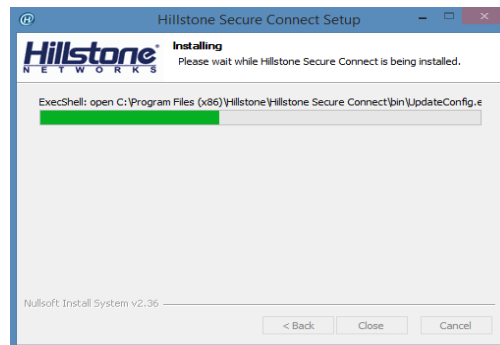 Hillstone Secure Connect Setup
Hillstone
NETWORKS
Installing
Please wait while Hillstone Secure Connect is being installed.
ExecShell: open C:\Program Files (x86)\Hillstone\Hillstone Secure Connect\bin\UpdateConfig.e
Nullsoft Install System v2.36
< Back
Close
Cancel